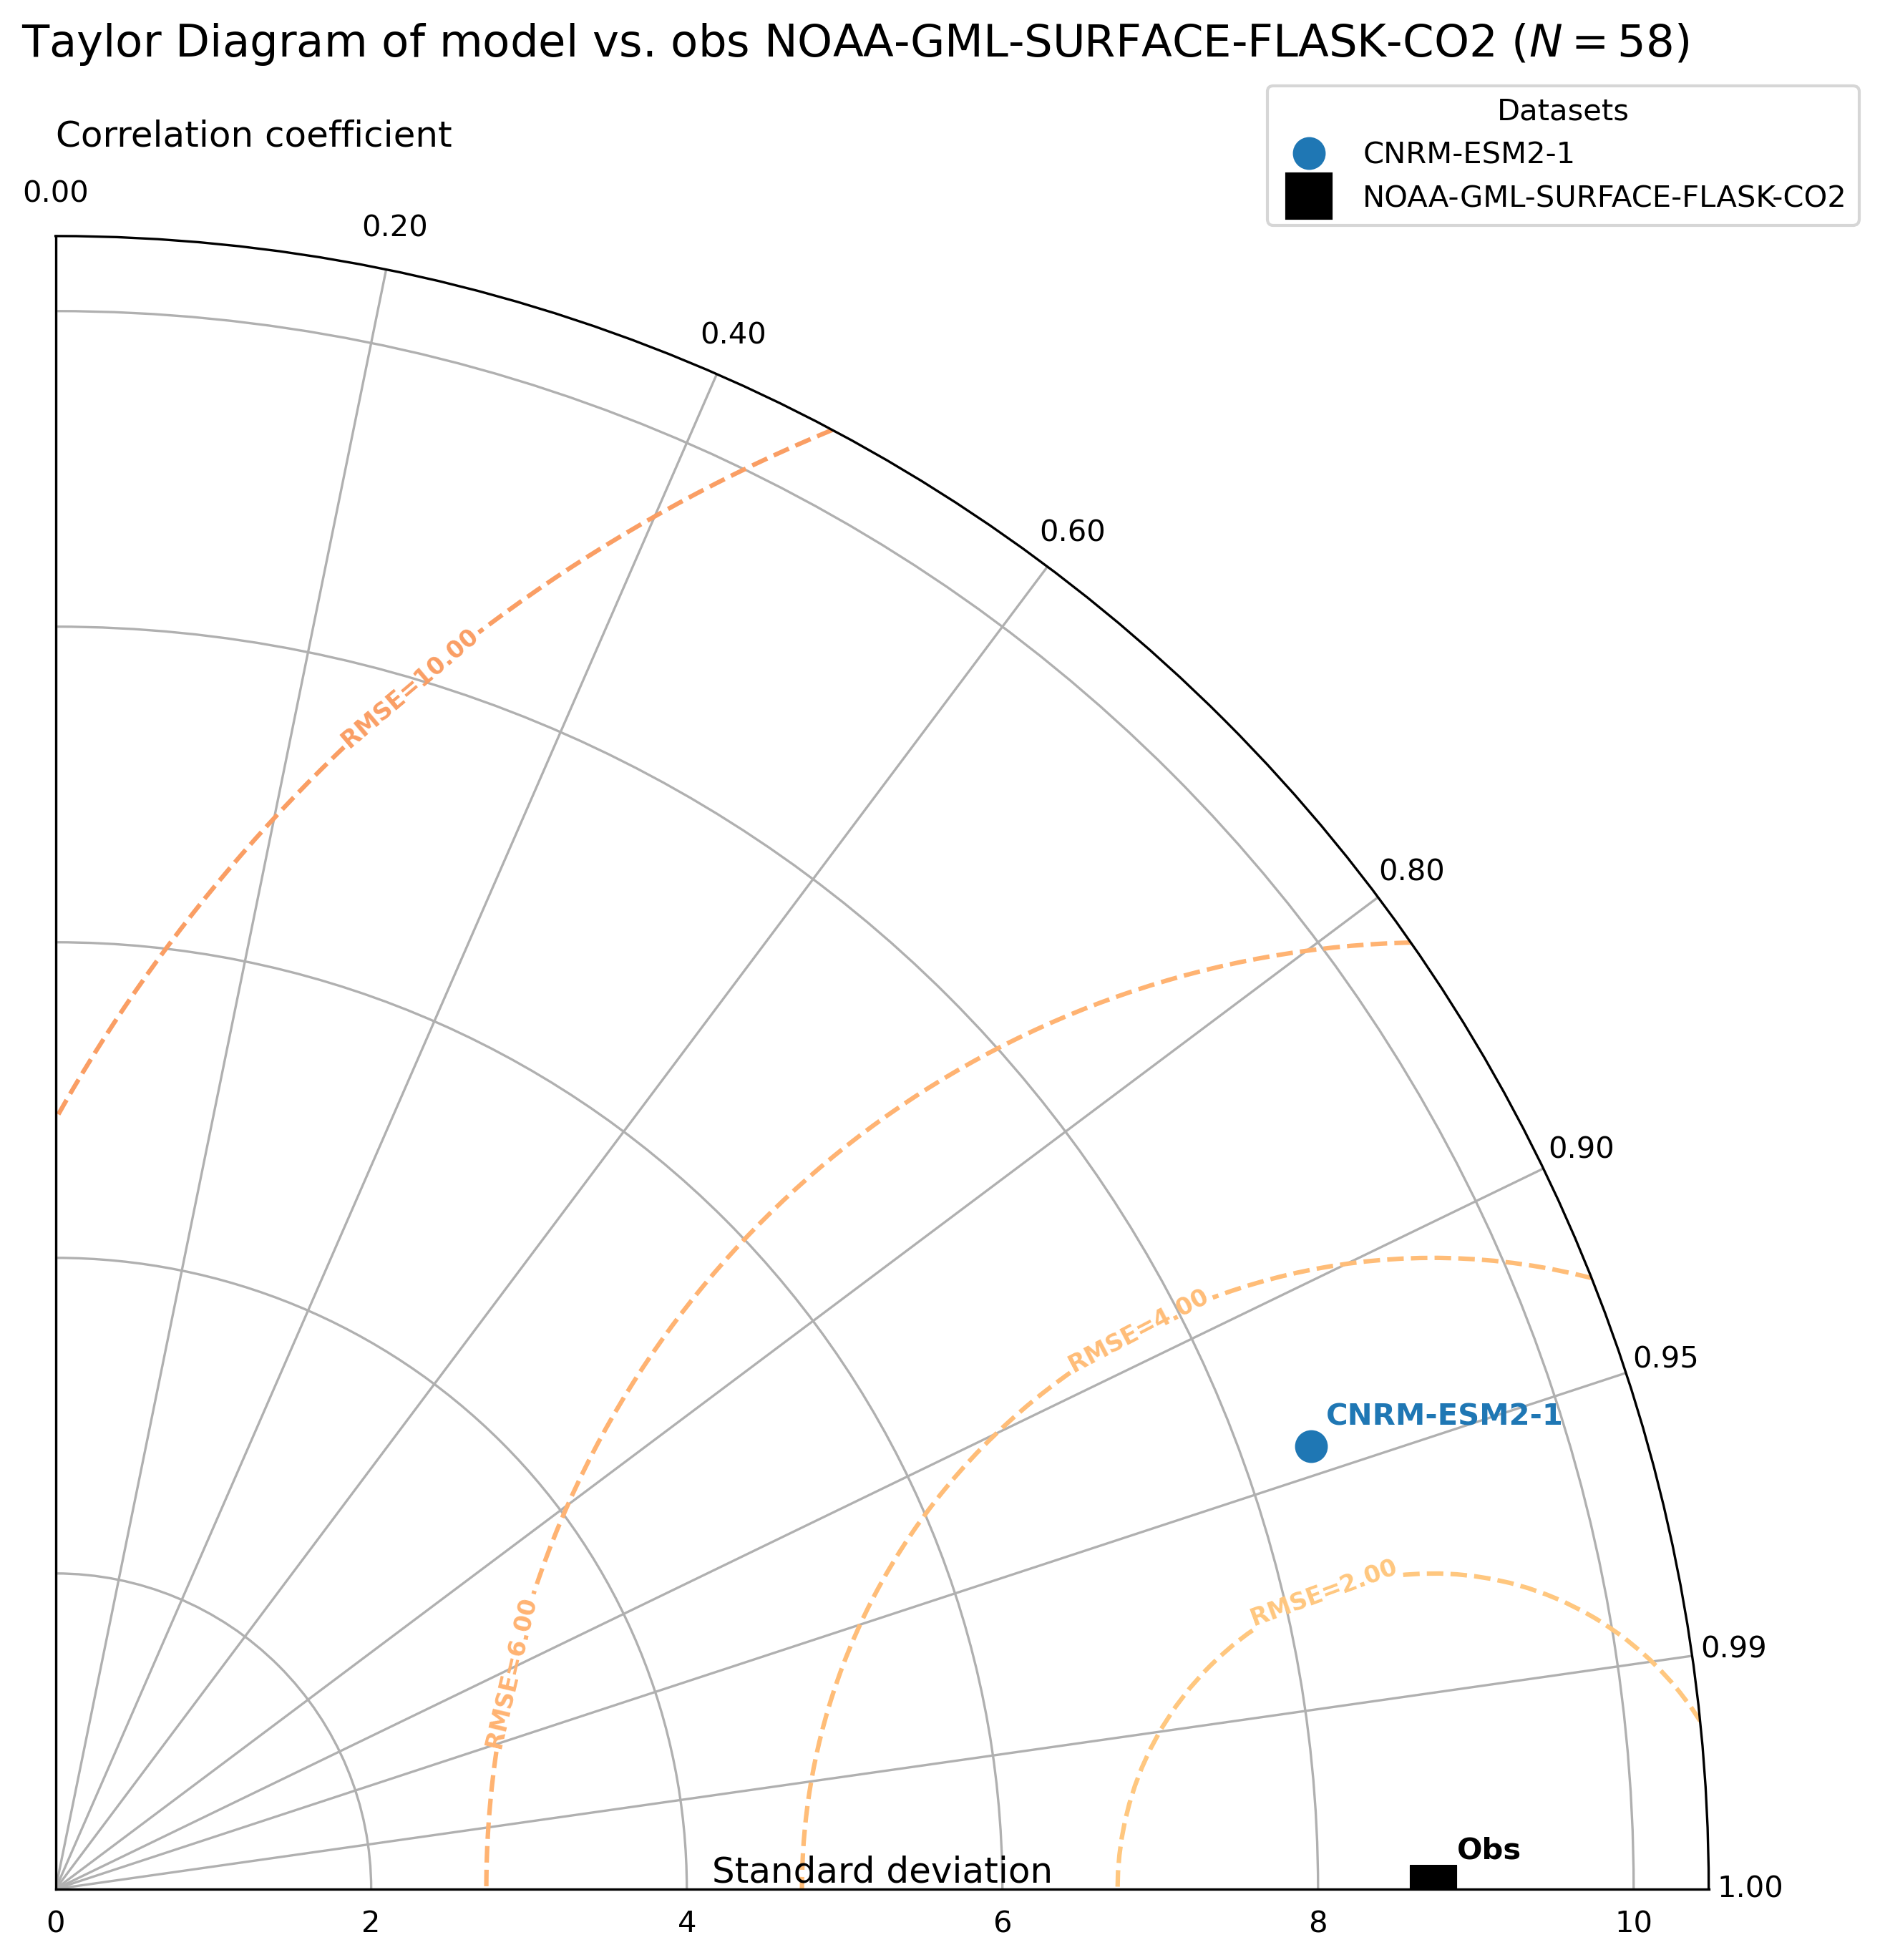 Taylor Diagram of model vs. obs NOAA-GML-SURFACE-FLASK-CO2 (N = 58)
Datasets
CNRM-ESM2-1
NOAA-GML-SURFACE-FLASK-CO2
Correlation coefficient
0.00
0.20
0.40
0.60
RMSE=10.00
0.80
0.90
RMSE=4.00
0.95
CNRM-ESM2-1
RMSE=2.00
RMSE=6.00
0.99
Obs
Standard deviation
1.00
0 2 4 6 8 10